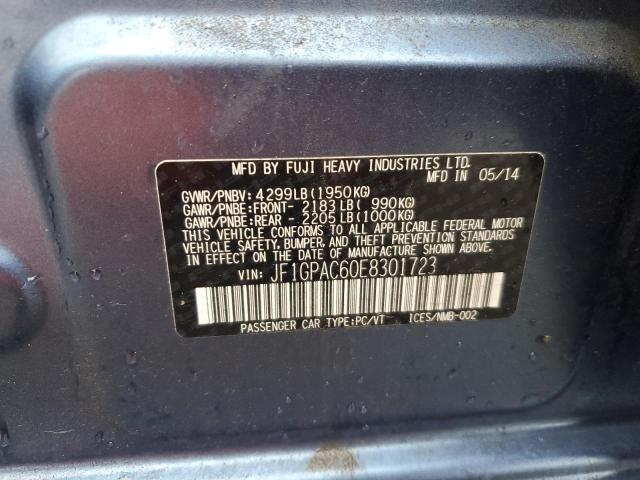 MFD BY FUJI HEAVY INDUSTRIES LTD.
MFD IN 05/14
GVWR/PNBV: 4299LB(1950KG)
GAWR/PNBE:FRONT- 2183LB( 990KG)
GAWR/PNBE:REAR - 2205LB(1000KG)
THIS VEHICLE CONFORMS TO ALL APPLICABLE FEDERAL MOTOR
VEHICLE SAFETY, BUMPER, AND THEFT PREVENTION STANDARDS
IN EFFECT ON THE DATE OF MANUFACTURE SHOWN ABOVE.
VIN: JF1GPAC60E8301723
PASSENGER CAR TYPE:PC/VT ICES/NMB-002